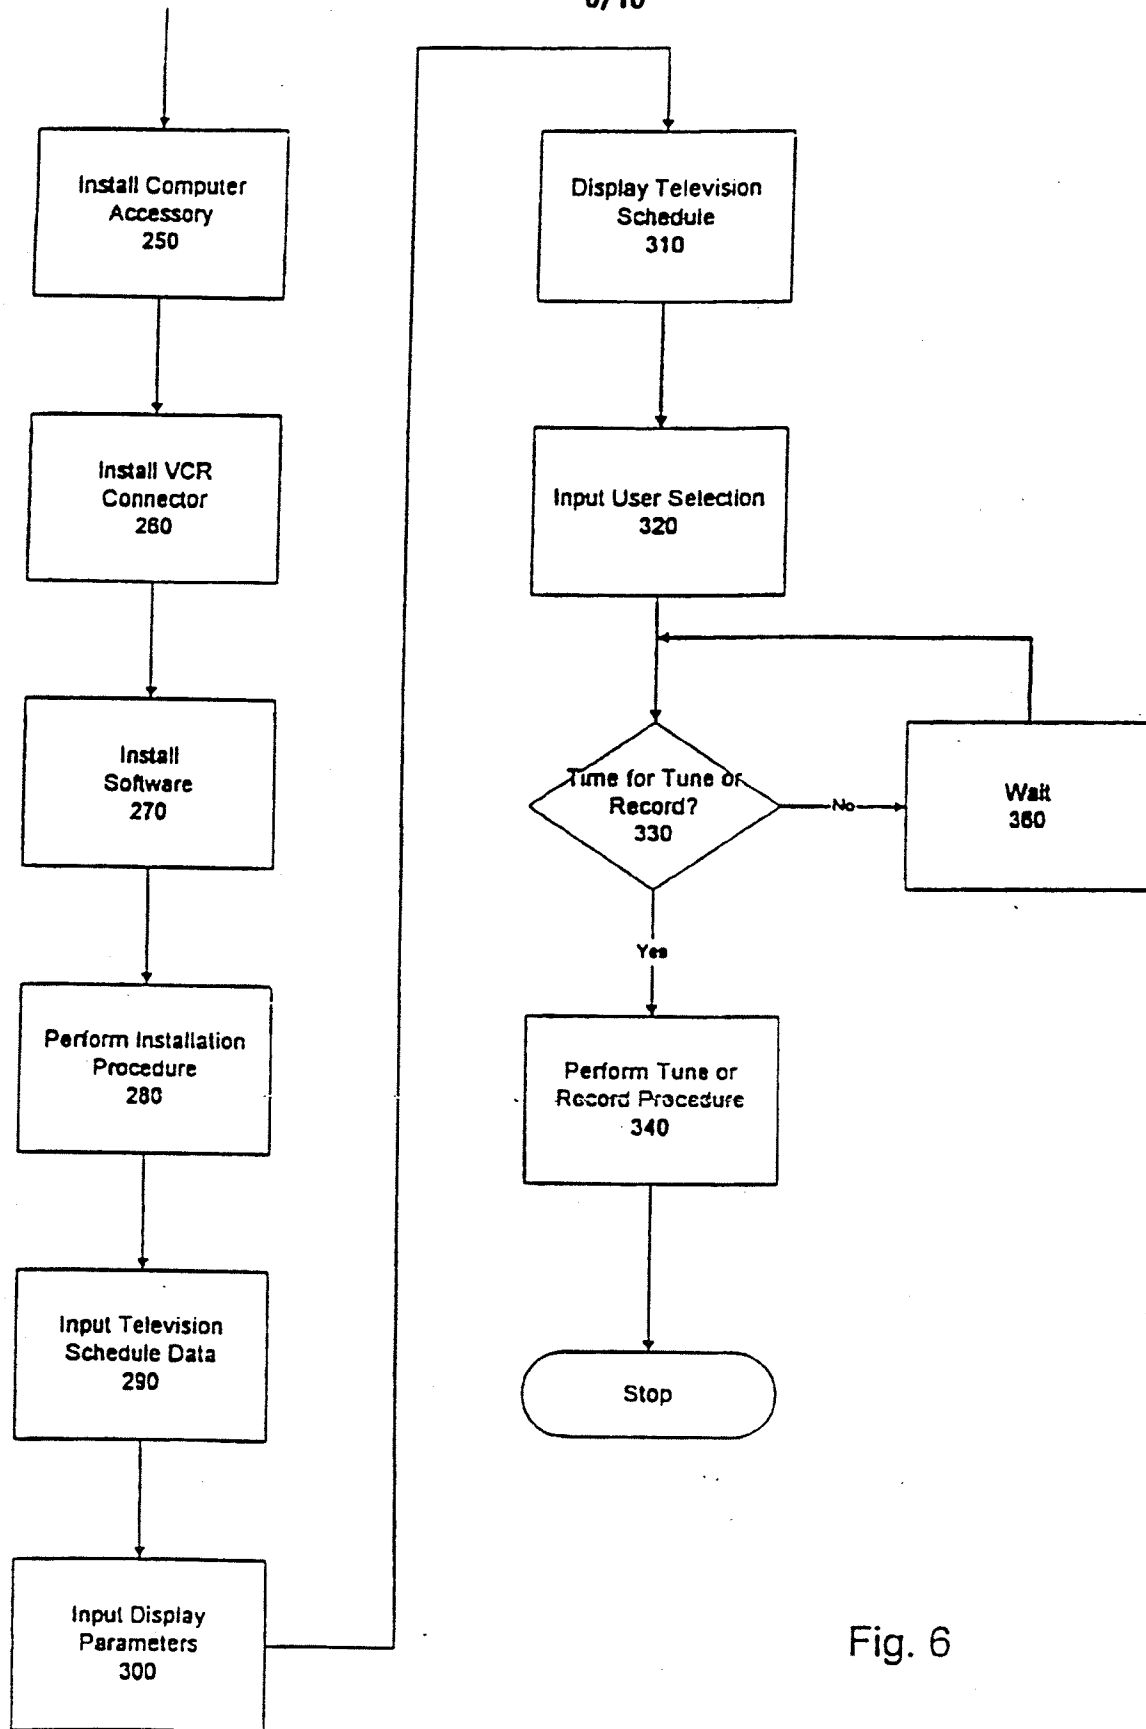 Install Computer
Accessory
250
Install VCR
Connector
260
Install
Software
270
Perform Installation
Procedure
280
Input Television
Schedule Data
290
Input Display
Parameters
300
Display Television
Schedule
310
Input User Selection
320
Time for Tune or
Record?
330
No
Wait
360
Yes
Perform Tune or
Record Procedure
340
Stop
Fig. 6